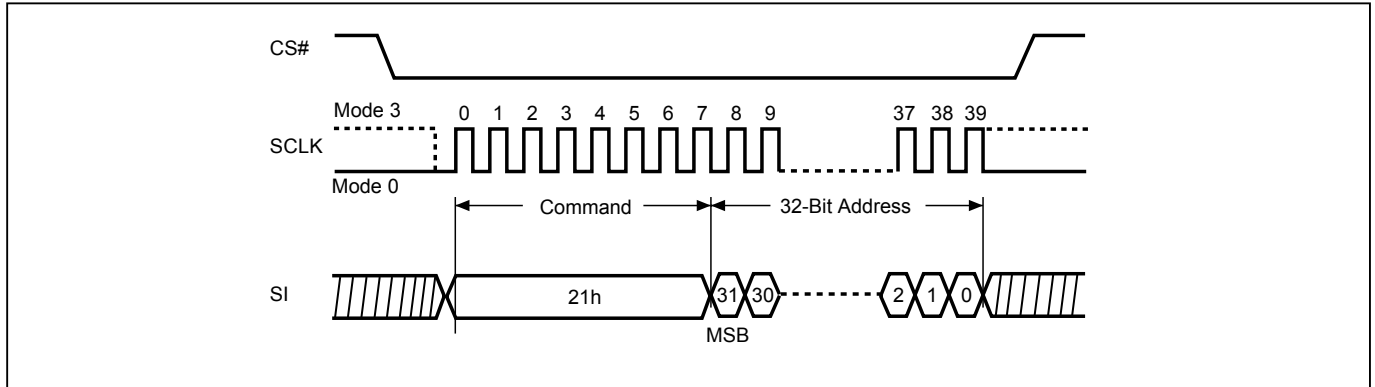 CS#
Mode 3 0 1 2 3 4 5 6 7 8 9 37 38 39
SCLK
Mode 0
Command 32-Bit Address
SI 21h 31 30 2 1 0
MSB